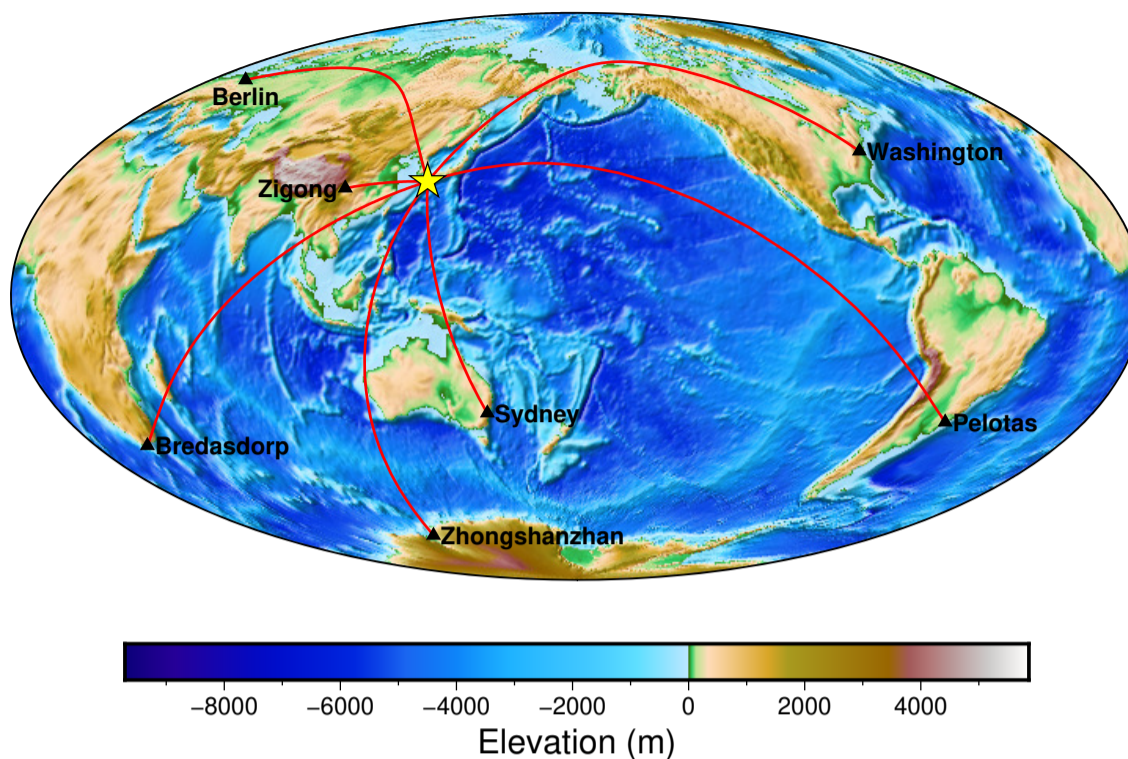 Berlin
Washington
Zigong
Sydney
Pelotas
Bredasdorp
Zhongshanzhan
−8000 −6000 −4000 −2000 0 2000 4000
Elevation (m)